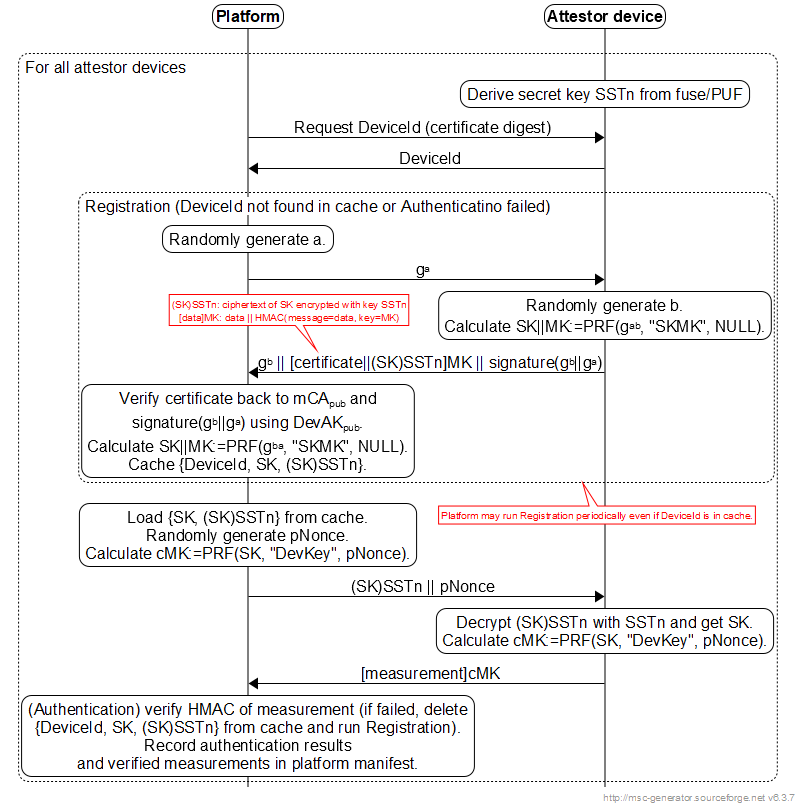 Platform
Attestor device
For all attestor devices
Derive secret key SSTn from fuse/PUF
Request DeviceId (certificate digest)
DeviceId
Registration (DeviceId not found in cache or Authenticatino failed)
Randomly generate a.
gᵃ
(SK)SSTn: ciphertext of SK encrypted with key SSTn
[data]MK: data || HMAC(message=data, key=MK)
Randomly generate b.
Calculate SK||MK:=PRF(gᵃᵇ, "SKMK", NULL).
gᵇ || [certificate||(SK)SSTn]MK || signature(gᵇ||gᵃ)
Verify certificate back to mCApub and
signature(gᵇ||gᵃ) using DevAKpub.
Calculate SK||MK:=PRF(gᵇᵃ, "SKMK", NULL).
Cache {DeviceId, SK, (SK)SSTn}.
Platform may run Registration periodically even if DeviceId is in cache.
Load {SK, (SK)SSTn} from cache.
Randomly generate pNonce.
Calculate cMK:=PRF(SK, "DevKey", pNonce).
(SK)SSTn || pNonce
Decrypt (SK)SSTn with SSTn and get SK.
Calculate cMK:=PRF(SK, "DevKey", pNonce).
[measurement]cMK
(Authentication) verify HMAC of measurement (if failed, delete
{DeviceId, SK, (SK)SSTn} from cache and run Registration).
Record authentication results
and verified measurements in platform manifest.
http://msc-generator.sourceforge.net v6.3.7